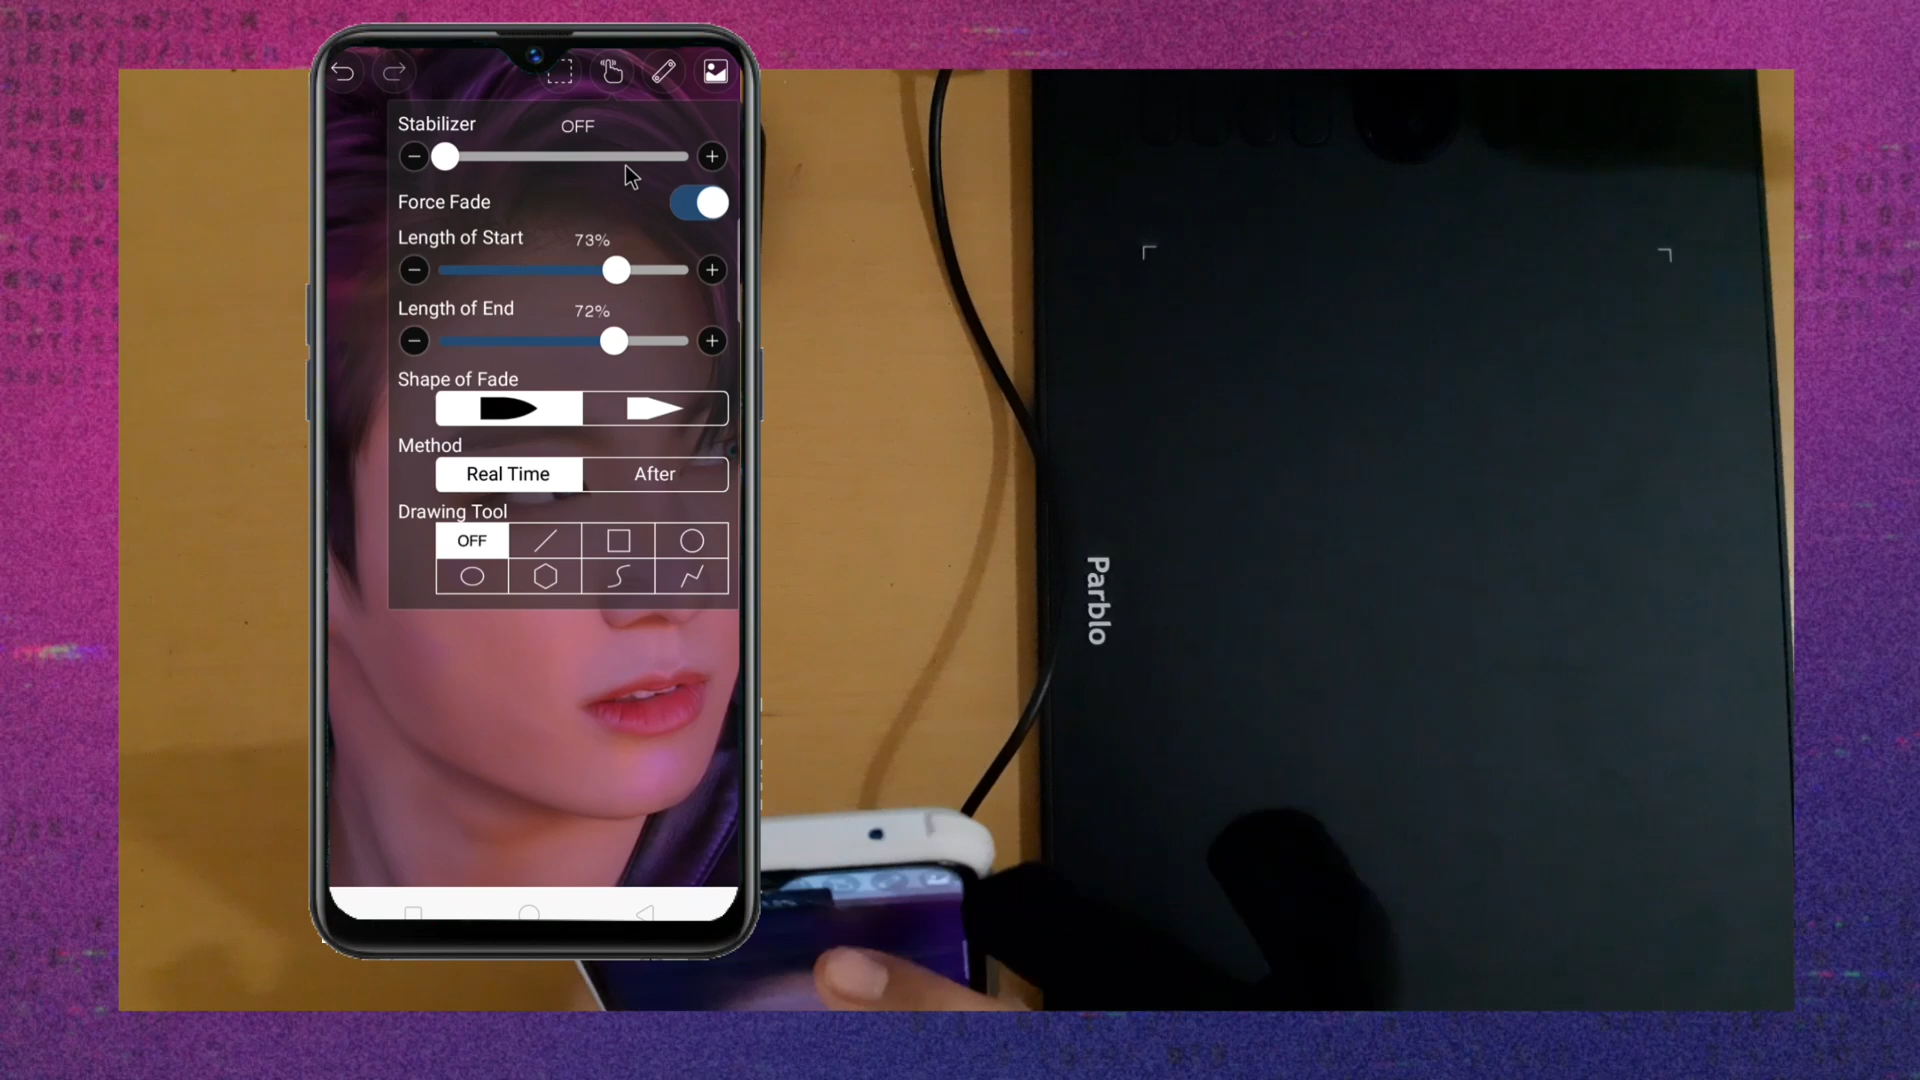 Stabilizer OFF
Force Fade
Length of Start 73%
Length of End 72%
Shape of Fade
Method
Real Time After
Drawing Tool
OFF
Parblo